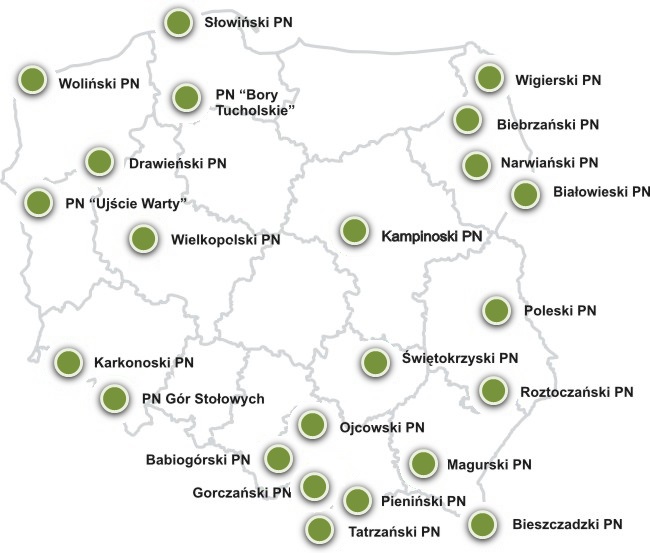 Słowiński PN
Woliński PN
Wigierski PN
PN “Bory
Tucholskie”
Biebrzański PN
Drawieński PN
Narwiański PN
Białowieski PN
PN “Ujście Warty”
Wielkopolski PN
Kampinoski PN
Poleski PN
Karkonoski PN
Świętokrzyski PN
PN Gór Stołowych
Roztoczański PN
Ojcowski PN
Babiogórski PN
Magurski PN
Gorczański PN
Pieniński PN
Tatrzański PN
Bieszczadzki PN